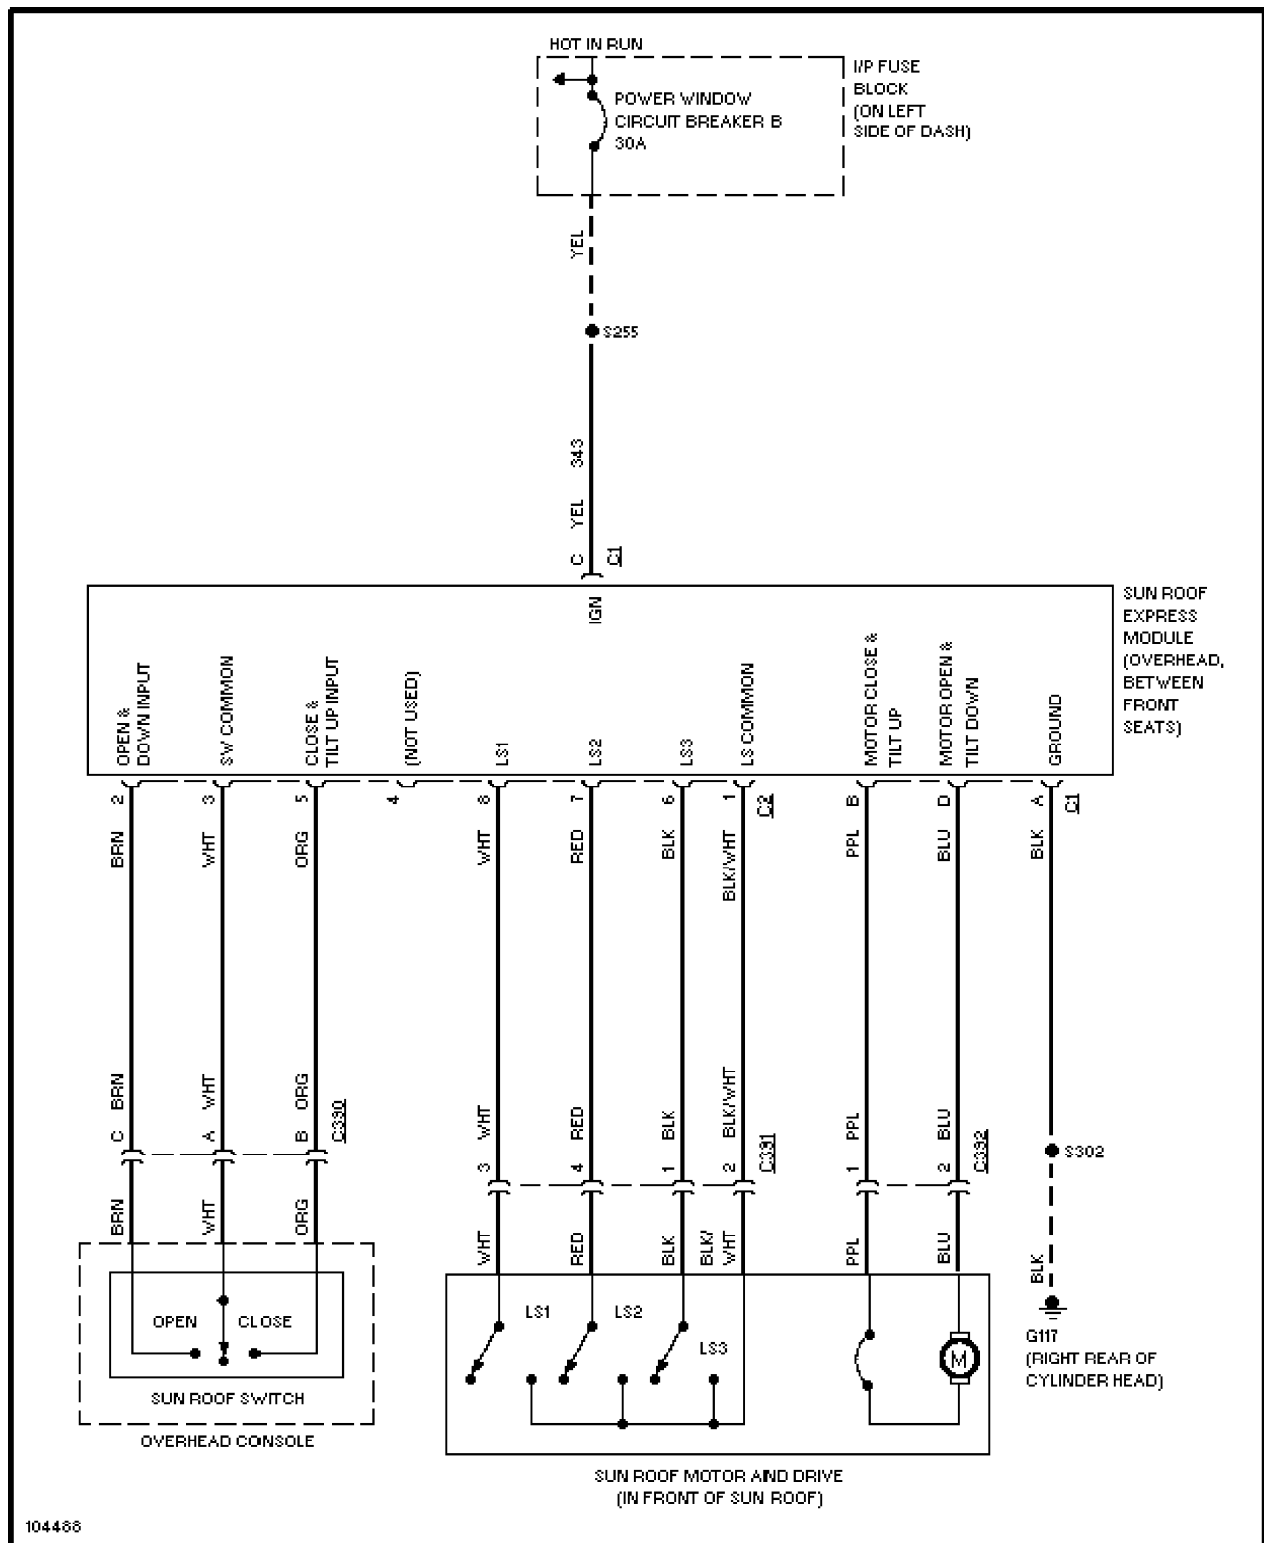 HOT IN RUN
I/P FUSE
BLOCK
(ON LEFT
SIDE OF DASH)
POWER WINDOW
CIRCUIT BREAKER B
30A
YEL
S255
343
YEL
C
C1
SUN ROOF
EXPRESS
MODULE
(OVERHEAD,
BETWEEN
FRONT
SEATS)
IGN
OPEN &
DOWN INPUT
SW COMMON
CLOSE &
TILT UP INPUT
(NOT USED)
LS1
LS2
LS3
LS COMMON
MOTOR CLOSE &
TILT UP
MOTOR OPEN &
TILT DOWN
GROUND
2 3 5 4 8 7 6 1 C2 B D A C1
BRN WHT ORG WHT RED BLK BLK/WHT PPL BLU BLK
BRN WHT ORG WHT RED BLK BLK/WHT PPL BLU
C A B C390
3 4 1 2 C391 1 2 C392
S302
BRN WHT ORG WHT RED BLK BLK/
WHT PPL BLU BLK
OPEN CLOSE
SUN ROOF SWITCH
OVERHEAD CONSOLE
LS1 LS2
LS3
M
G117
(RIGHT REAR OF
CYLINDER HEAD)
SUN ROOF MOTOR AND DRIVE
(IN FRONT OF SUN ROOF)
104488